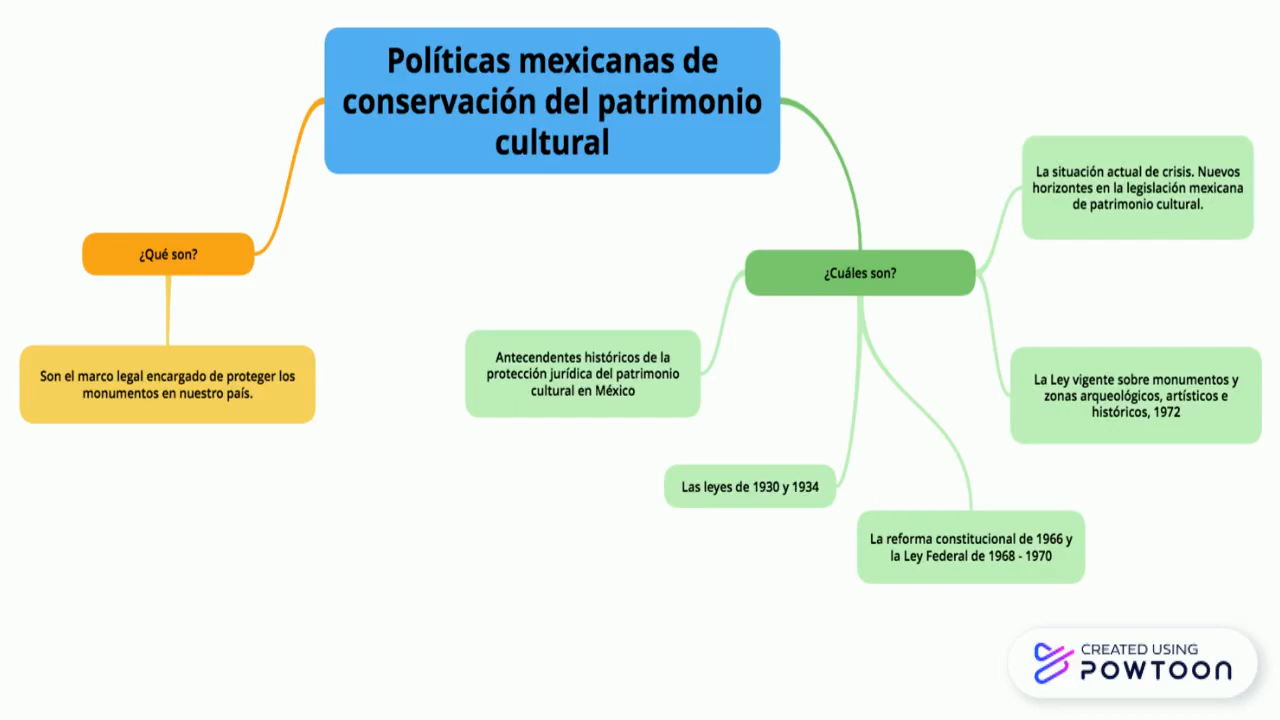 Políticas mexicanas de
conservación del patrimonio
cultural
¿Qué son?
Son el marco legal encargado de proteger los
monumentos en nuestro país.
¿Cuáles son?
Antecendentes históricos de la
protección jurídica del patrimonio
cultural en México
Las leyes de 1930 y 1934
La reforma constitucional de 1966 y
la Ley Federal de 1968 - 1970
La Ley vigente sobre monumentos y
zonas arqueológicos, artísticos e
históricos, 1972
La situación actual de crisis. Nuevos
horizontes en la legislación mexicana
de patrimonio cultural.
CREATED USING
POWTOON